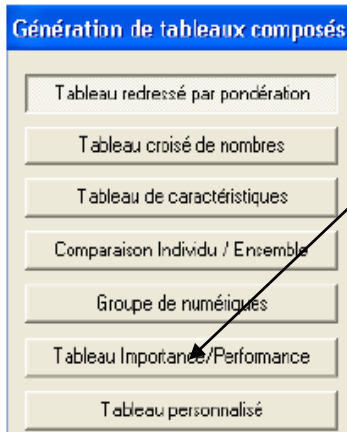 Génération de tableaux composés
Tableau redressé par pondération
Tableau croisé de nombres
Tableau de caractéristiques
Comparaison Individu / Ensemble
Groupe de numériques
Tableau Importance/Performance
Tableau personnalisé